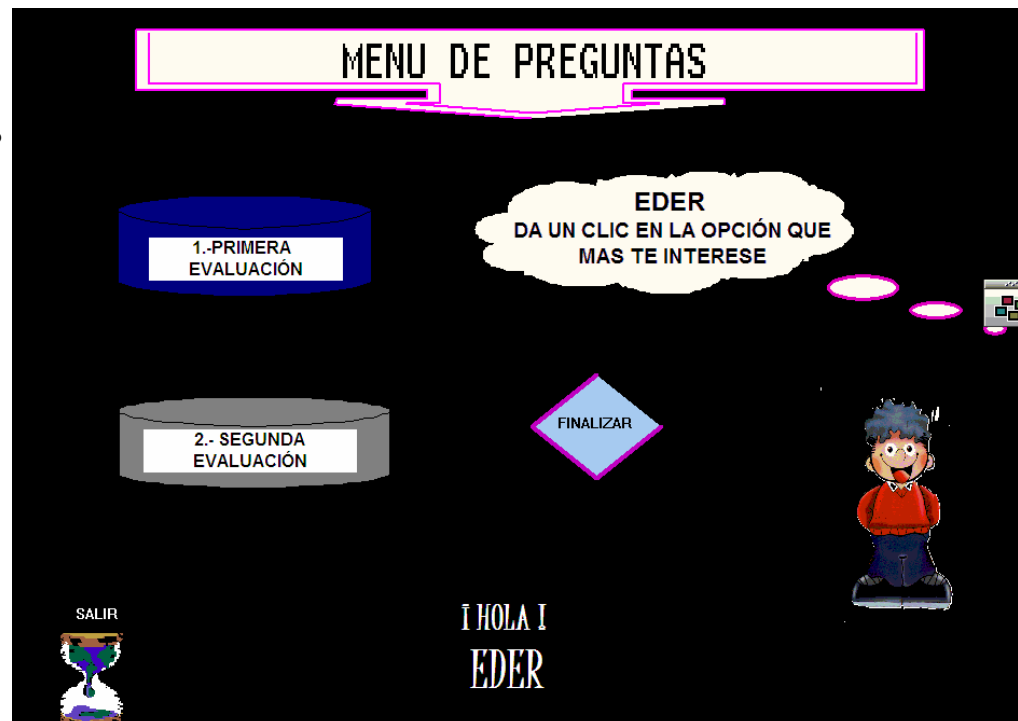 MENU DE PREGUNTAS
EDER
DA UN CLIC EN LA OPCIÓN QUE
MAS TE INTERESE
1.-PRIMERA
EVALUACIÓN
FINALIZAR
2.- SEGUNDA
EVALUACIÓN
SALIR
¡ HOLA !
EDER